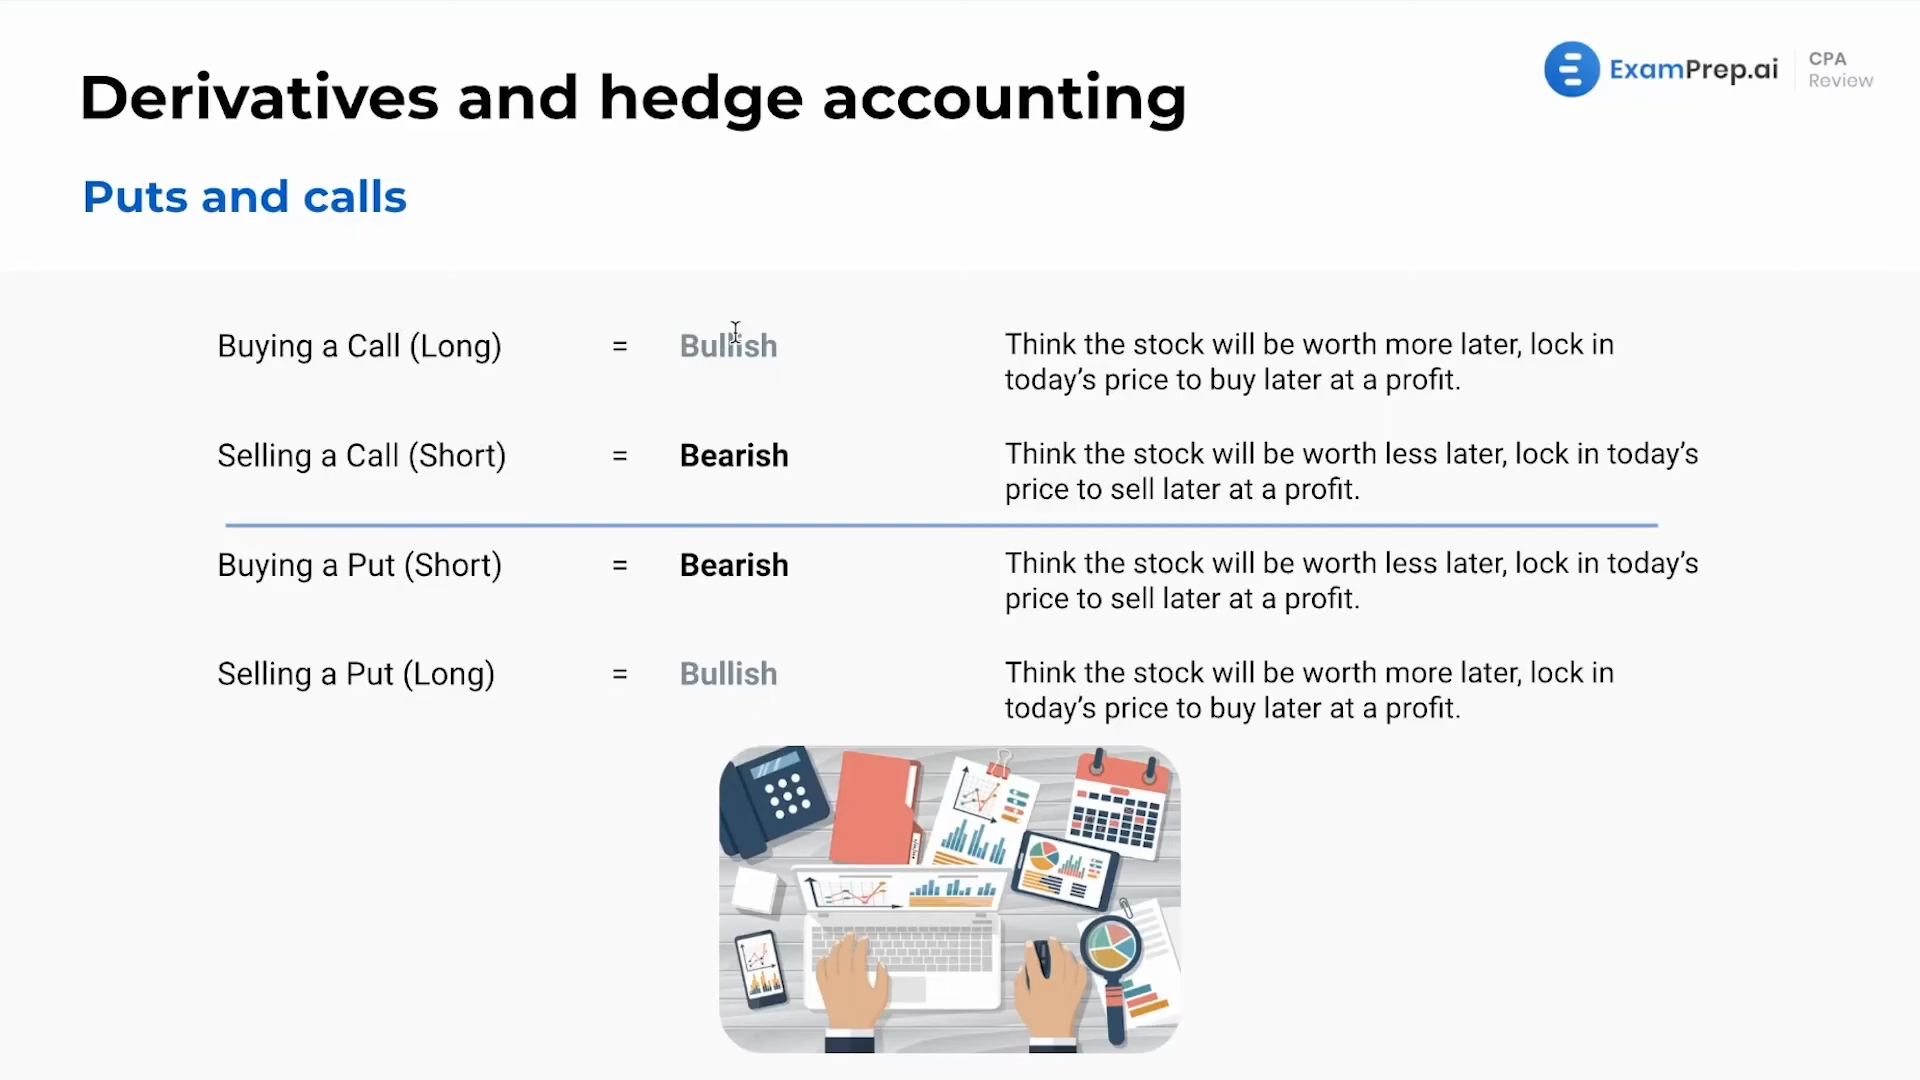 Derivatives and hedge accounting
ExamPrep.ai
CPA
Review
Puts and calls
Buying a Call (Long) = Bullish Think the stock will be worth more later, lock in
today’s price to buy later at a profit.
Selling a Call (Short) = Bearish Think the stock will be worth less later, lock in today’s
price to sell later at a profit.
Buying a Put (Short) = Bearish Think the stock will be worth less later, lock in today’s
price to sell later at a profit.
Selling a Put (Long) = Bullish Think the stock will be worth more later, lock in
today’s price to buy later at a profit.